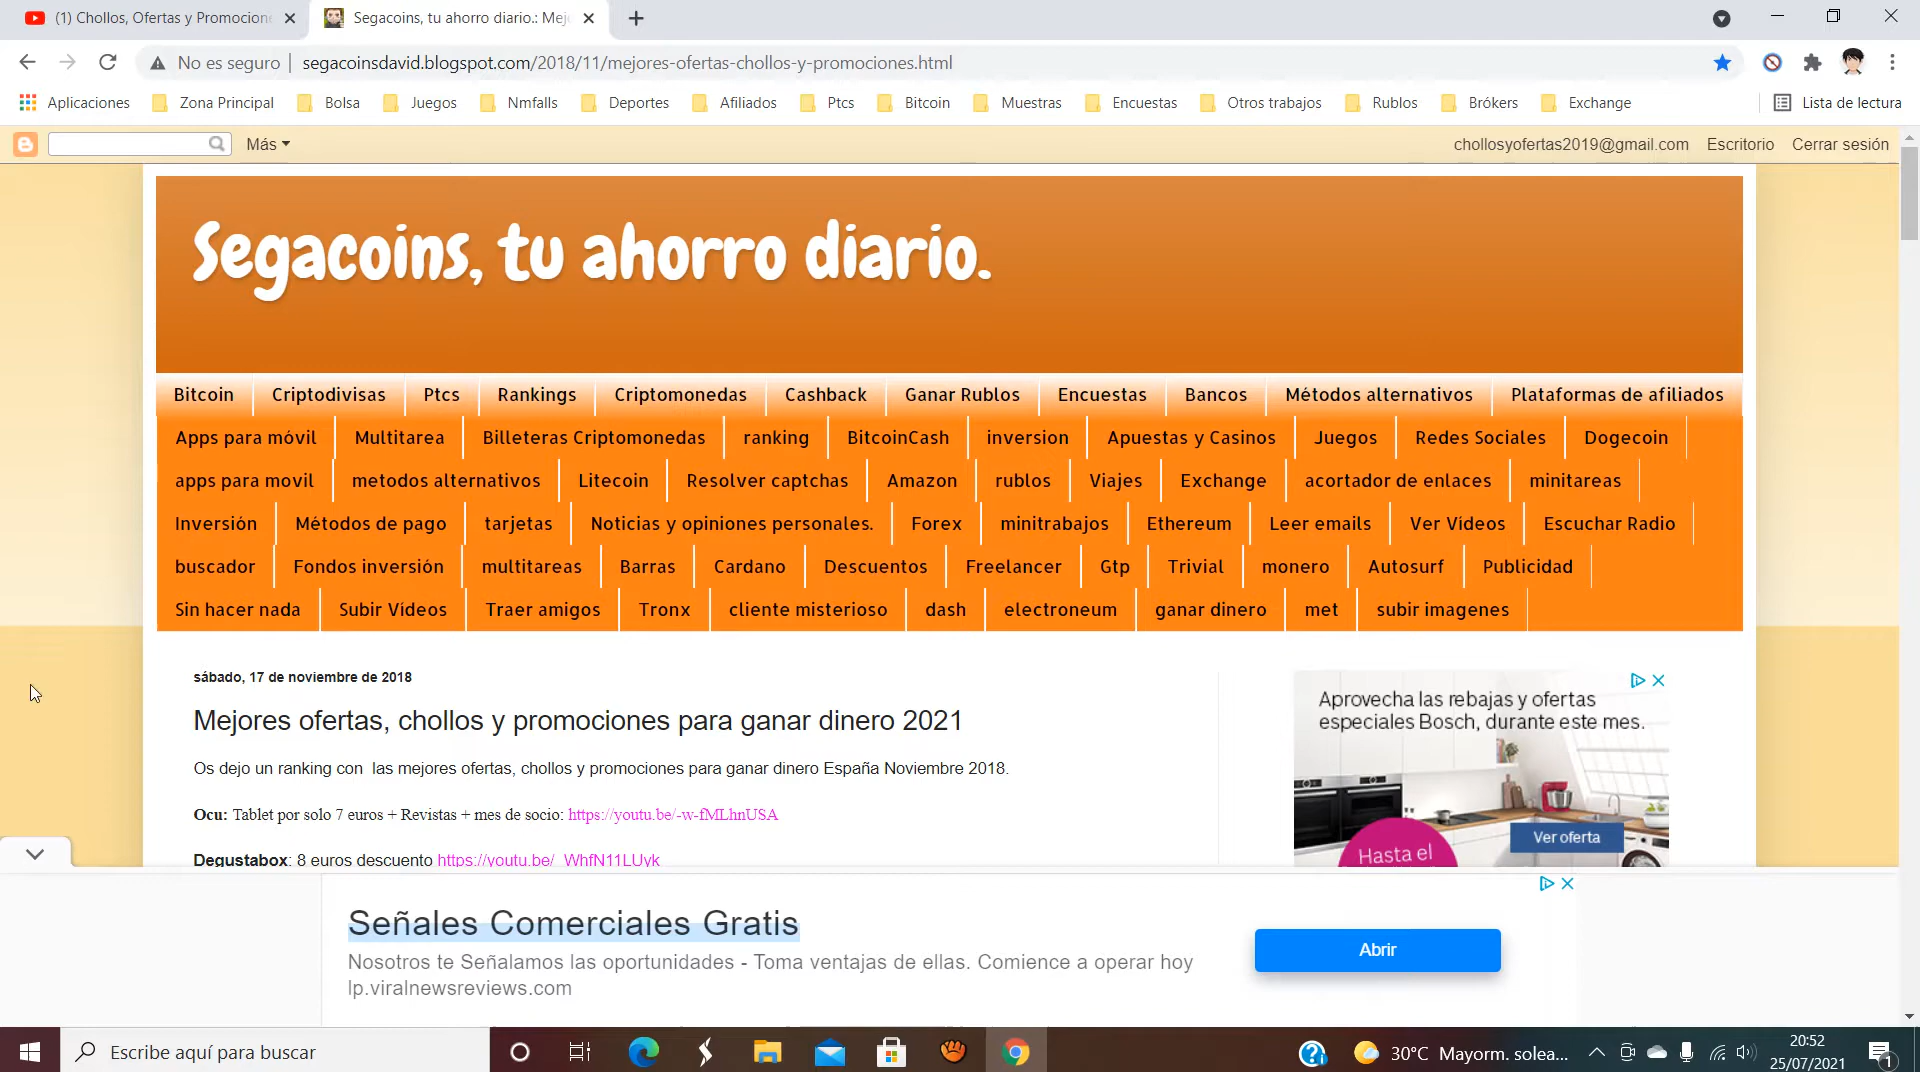 (1) Chollos, Ofertas y Promocion
Segacoins, tu ahorro diario.: Mej
No es seguro
segacoinsdavid.blogspot.com/2018/11/mejores-ofertas-chollos-y-promociones.html
Aplicaciones Zona Principal Bolsa Juegos Nmfalls Deportes Afiliados Ptcs Bitcoin Muestras Encuestas Otros trabajos Rublos Brókers Exchange Lista de lectura
Más
chollosyofertas2019@gmail.com Escritorio Cerrar sesión
Segacoins, tu ahorro diario.
Bitcoin Criptodivisas Ptcs Rankings Criptomonedas Cashback Ganar Rublos Encuestas Bancos Métodos alternativos Plataformas de afiliados
Apps para móvil Multitarea Billeteras Criptomonedas ranking BitcoinCash inversion Apuestas y Casinos Juegos Redes Sociales Dogecoin
apps para movil metodos alternativos Litecoin Resolver captchas Amazon rublos Viajes Exchange acortador de enlaces minitareas
Inversión Métodos de pago tarjetas Noticias y opiniones personales. Forex minitrabajos Ethereum Leer emails Ver Vídeos Escuchar Radio
buscador Fondos inversión multitareas Barras Cardano Descuentos Freelancer Gtp Trivial monero Autosurf Publicidad
Sin hacer nada Subir Vídeos Traer amigos Tronx cliente misterioso dash electroneum ganar dinero met subir imagenes
sábado, 17 de noviembre de 2018
Mejores ofertas, chollos y promociones para ganar dinero 2021
Os dejo un ranking con las mejores ofertas, chollos y promociones para ganar dinero España Noviembre 2018.
Ocu: Tablet por solo 7 euros + Revistas + mes de socio: https://youtu.be/-w-fMLhnUSA
Degustabox: 8 euros descuento https://youtu.be/_WhfN11LUyk
Aprovecha las rebajas y ofertas
especiales Bosch, durante este mes.
Ver oferta
Hasta el
Señales Comerciales Gratis
Nosotros te Señalamos las oportunidades - Toma ventajas de ellas. Comience a operar hoy
lp.viralnewsreviews.com
Abrir
Escribe aquí para buscar
30°C Mayorm. solea...
20:52
25/07/2021
1